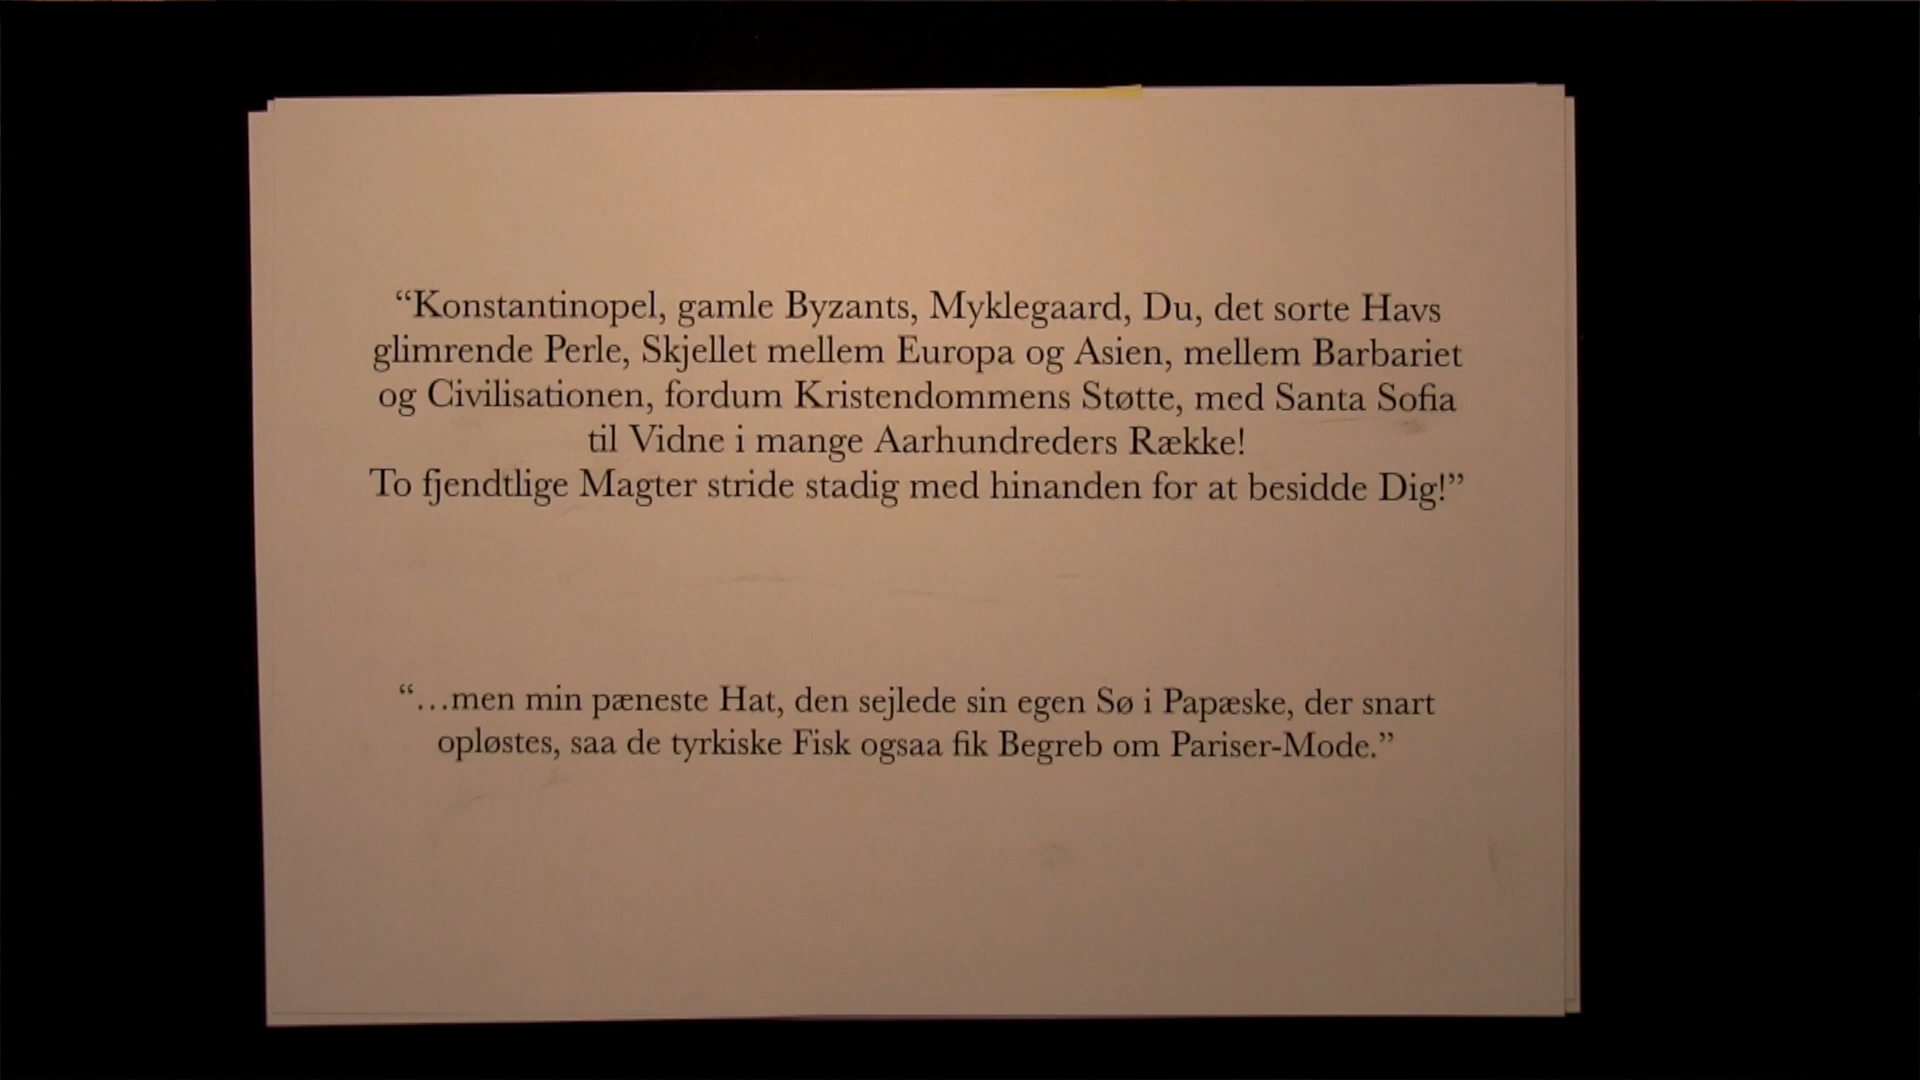 “Konstantinopel, gamle Byzants, Myklegaard, Du, det sorte Havs
glimrende Perle, Skjellet mellem Europa og Asien, mellem Barbariet
og Civilisationen, fordum Kristendommens Støtte, med Santa Sofia
til Vidne i mange Aarhundreders Række!
To fjendtlige Magter stride stadig med hinanden for at besidde Dig!”
“…men min pæneste Hat, den sejlede sin egen Sø i Papæske, der snart
opløstes, saa de tyrkiske Fisk ogsaa fik Begreb om Pariser-Mode.”